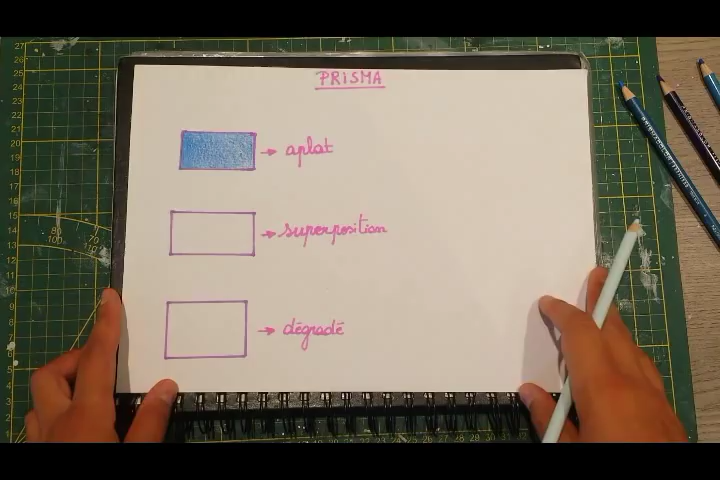 PRISMA
→ aplat
→ superposition
→ dégradé